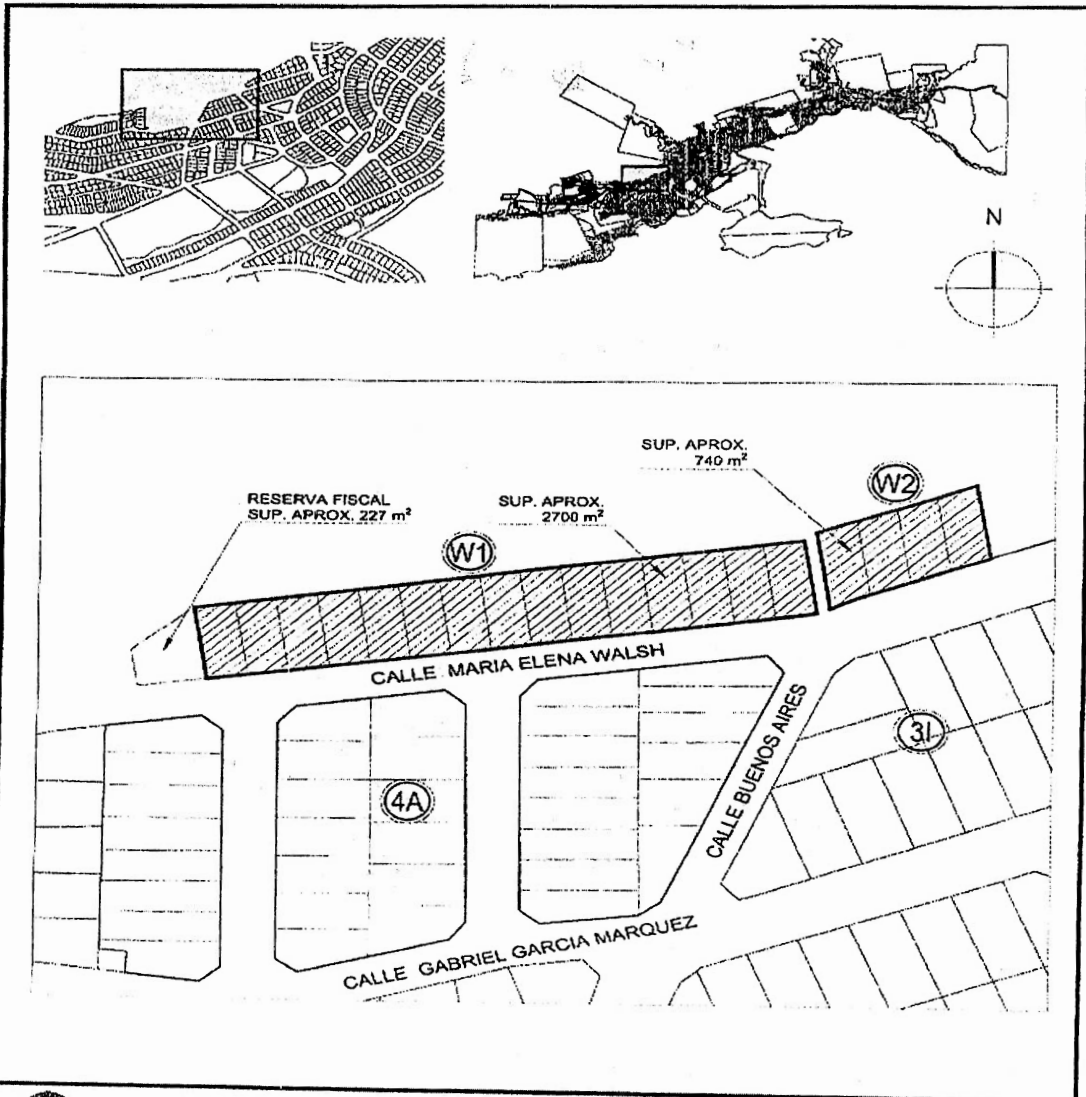 N
SUP. APROX.
740 m²
W2
RESERVA FISCAL
SUP. APROX. 227 m²
SUP. APROX.
2700 m²
W1
CALLE MARIA ELENA WALSH
CALLE BUENOS AIRES
3I
4A
CALLE GABRIEL GARCIA MARQUEZ